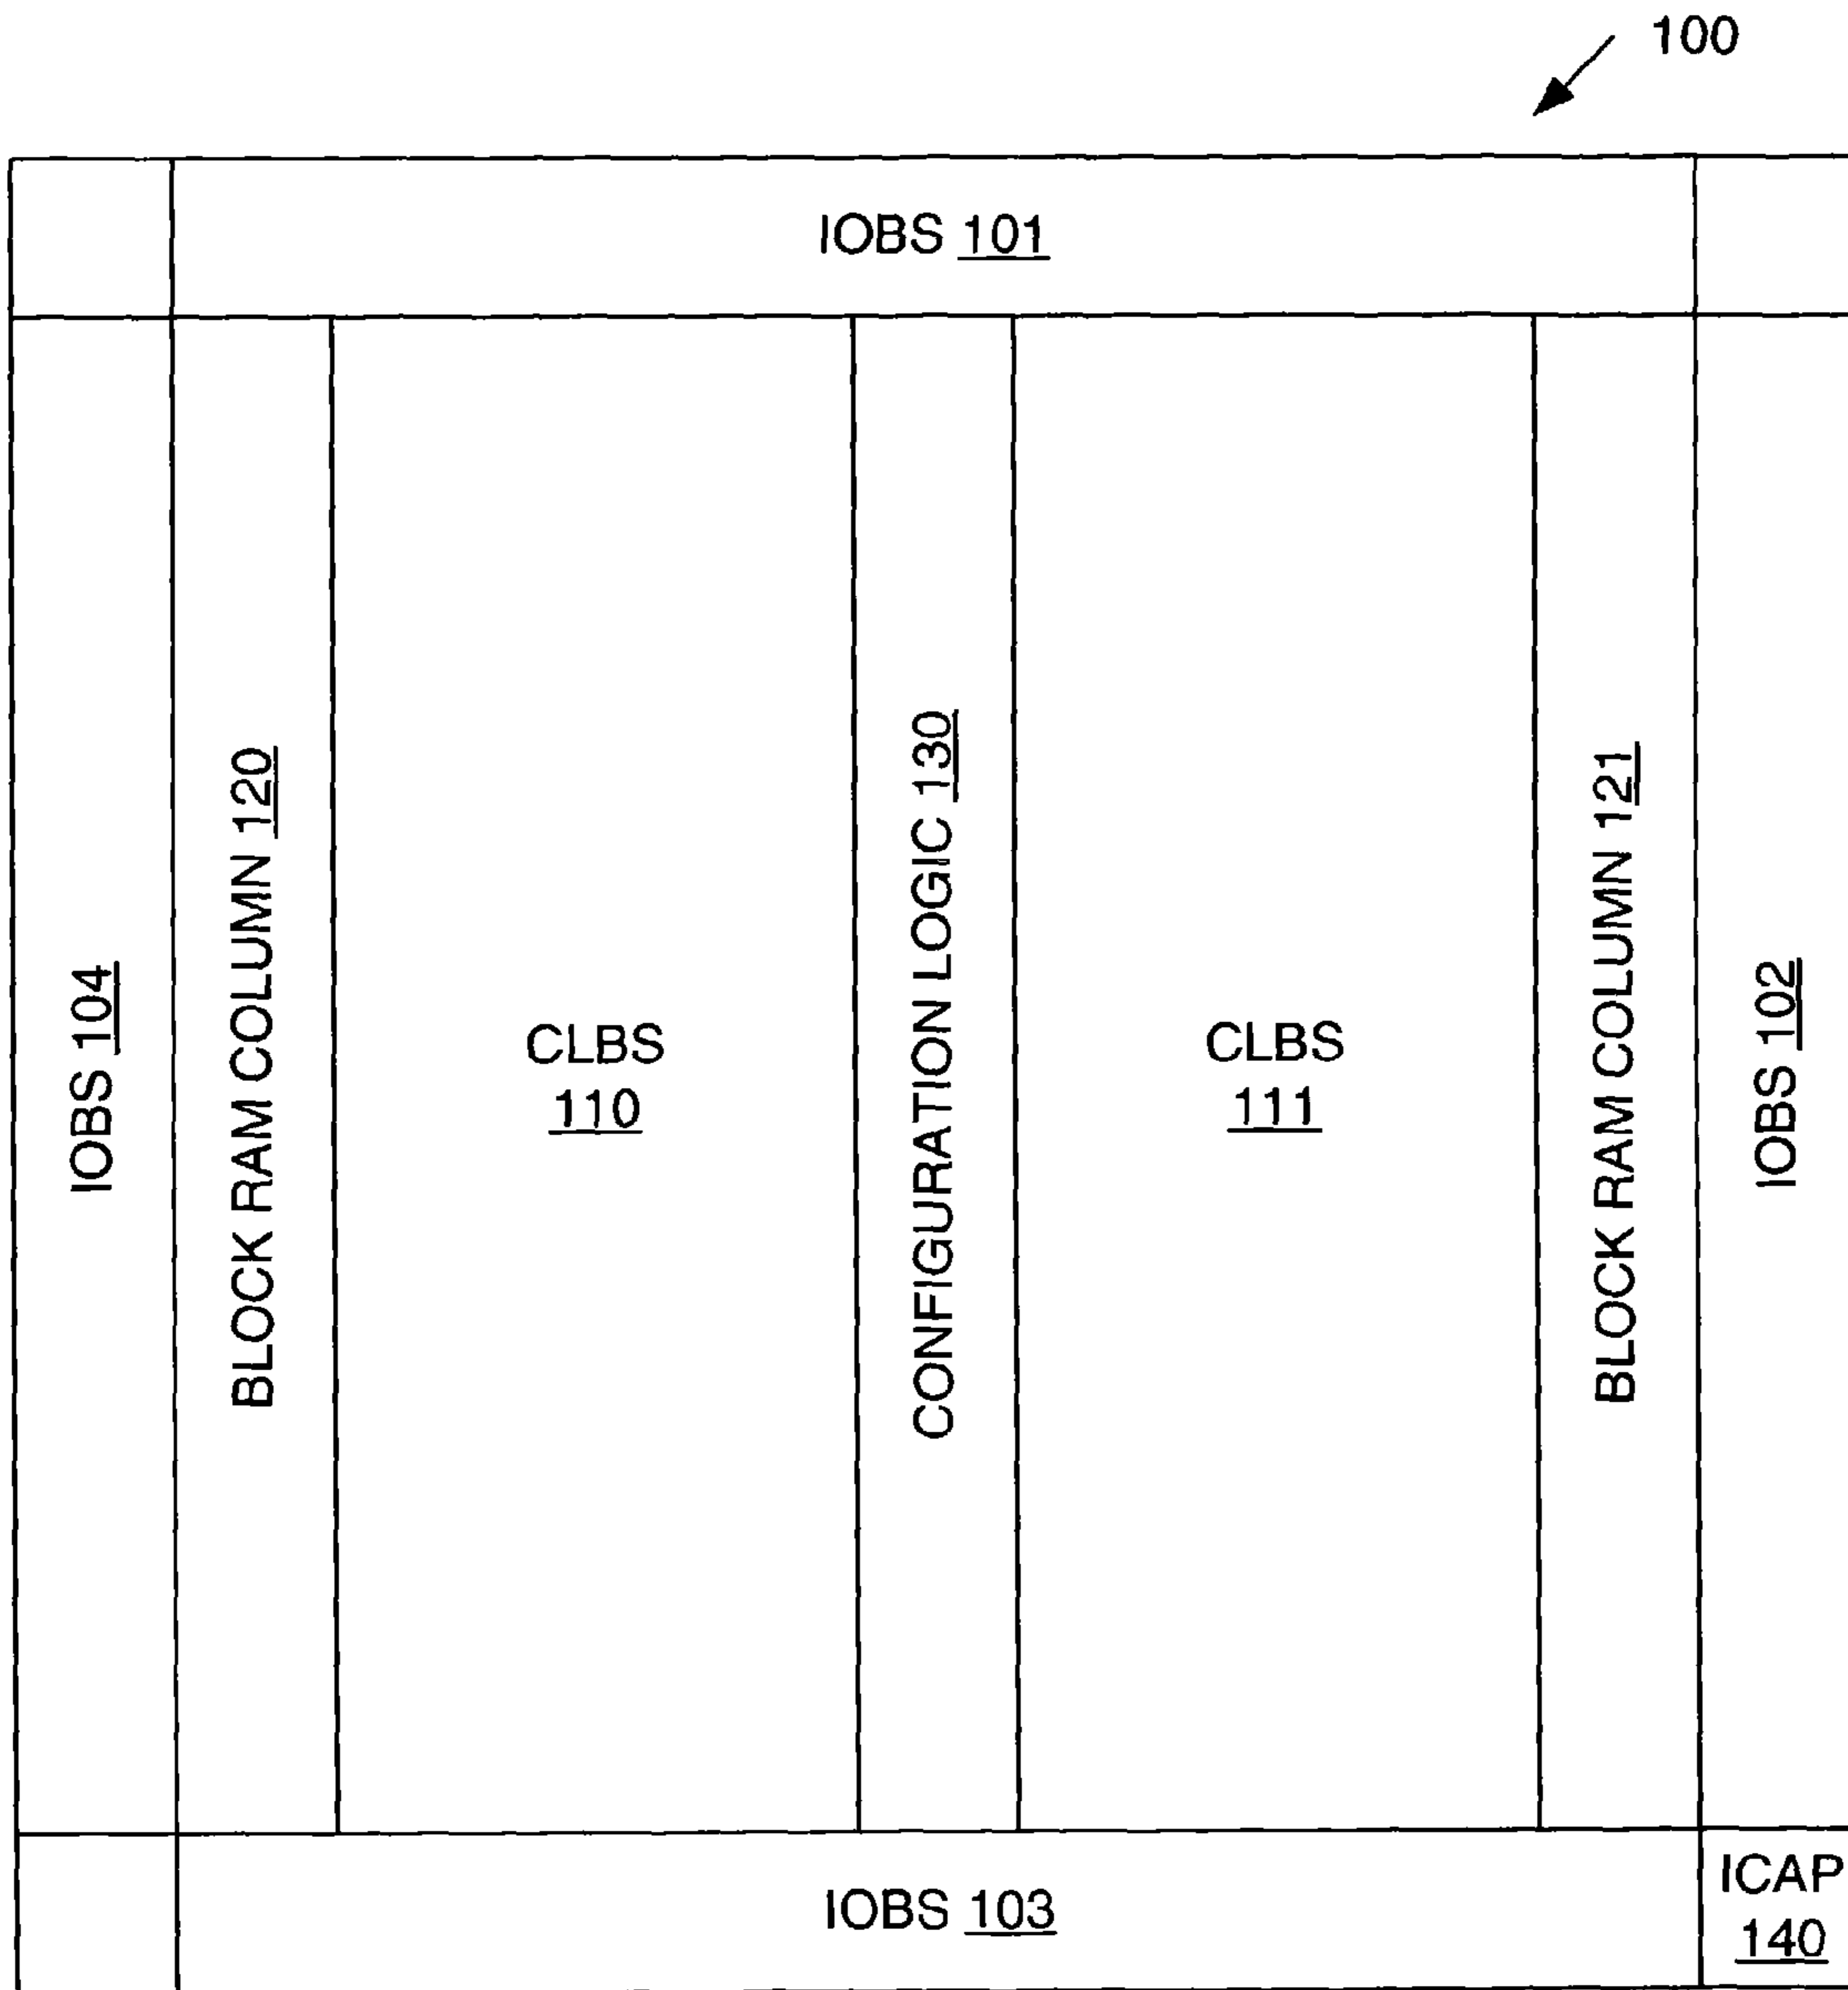 100
IOBS 101
IOBS 104
BLOCK RAM COLUMN 120
CLBS
110
CONFIGURATION LOGIC 130
CLBS
111
BLOCK RAM COLUMN 121
IOBS 102
IOBS 103
ICAP
140